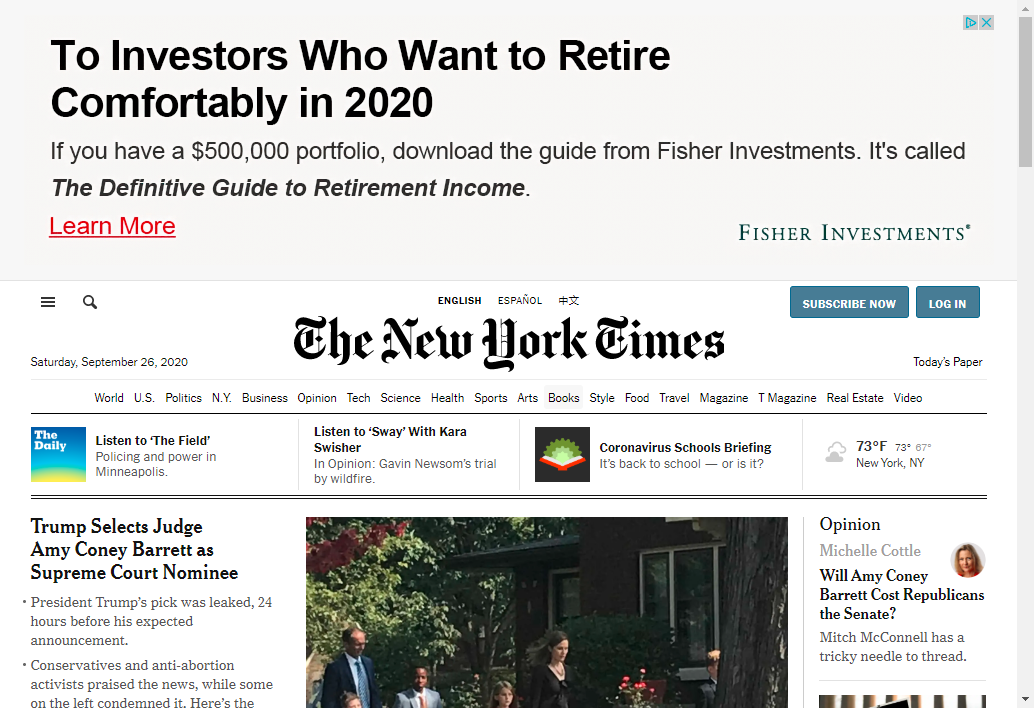 To Investors Who Want to Retire
Comfortably in 2020
If you have a $500,000 portfolio, download the guide from Fisher Investments. It's called
The Definitive Guide to Retirement Income.
Learn More
FISHER INVESTMENTS®
ENGLISH ESPAÑOL 中文
SUBSCRIBE NOW LOG IN
The New York Times
Saturday, September 26, 2020
Today's Paper
World U.S. Politics N.Y. Business Opinion Tech Science Health Sports Arts Books Style Food Travel Magazine T Magazine Real Estate Video
The
Daily
Listen to ‘The Field’
Policing and power in
Minneapolis.
Listen to ‘Sway’ With Kara
Swisher
In Opinion: Gavin Newsom’s trial
by wildfire.
Coronavirus Schools Briefing
It’s back to school — or is it?
73°F 73° 67°
New York, NY
Trump Selects Judge
Amy Coney Barrett as
Supreme Court Nominee
• President Trump’s pick was leaked, 24
hours before his expected
announcement.
• Conservatives and anti-abortion
activists praised the news, while some
on the left condemned it. Here’s the
Opinion
Michelle Cottle
Will Amy Coney
Barrett Cost Republicans
the Senate?
Mitch McConnell has a
tricky needle to thread.